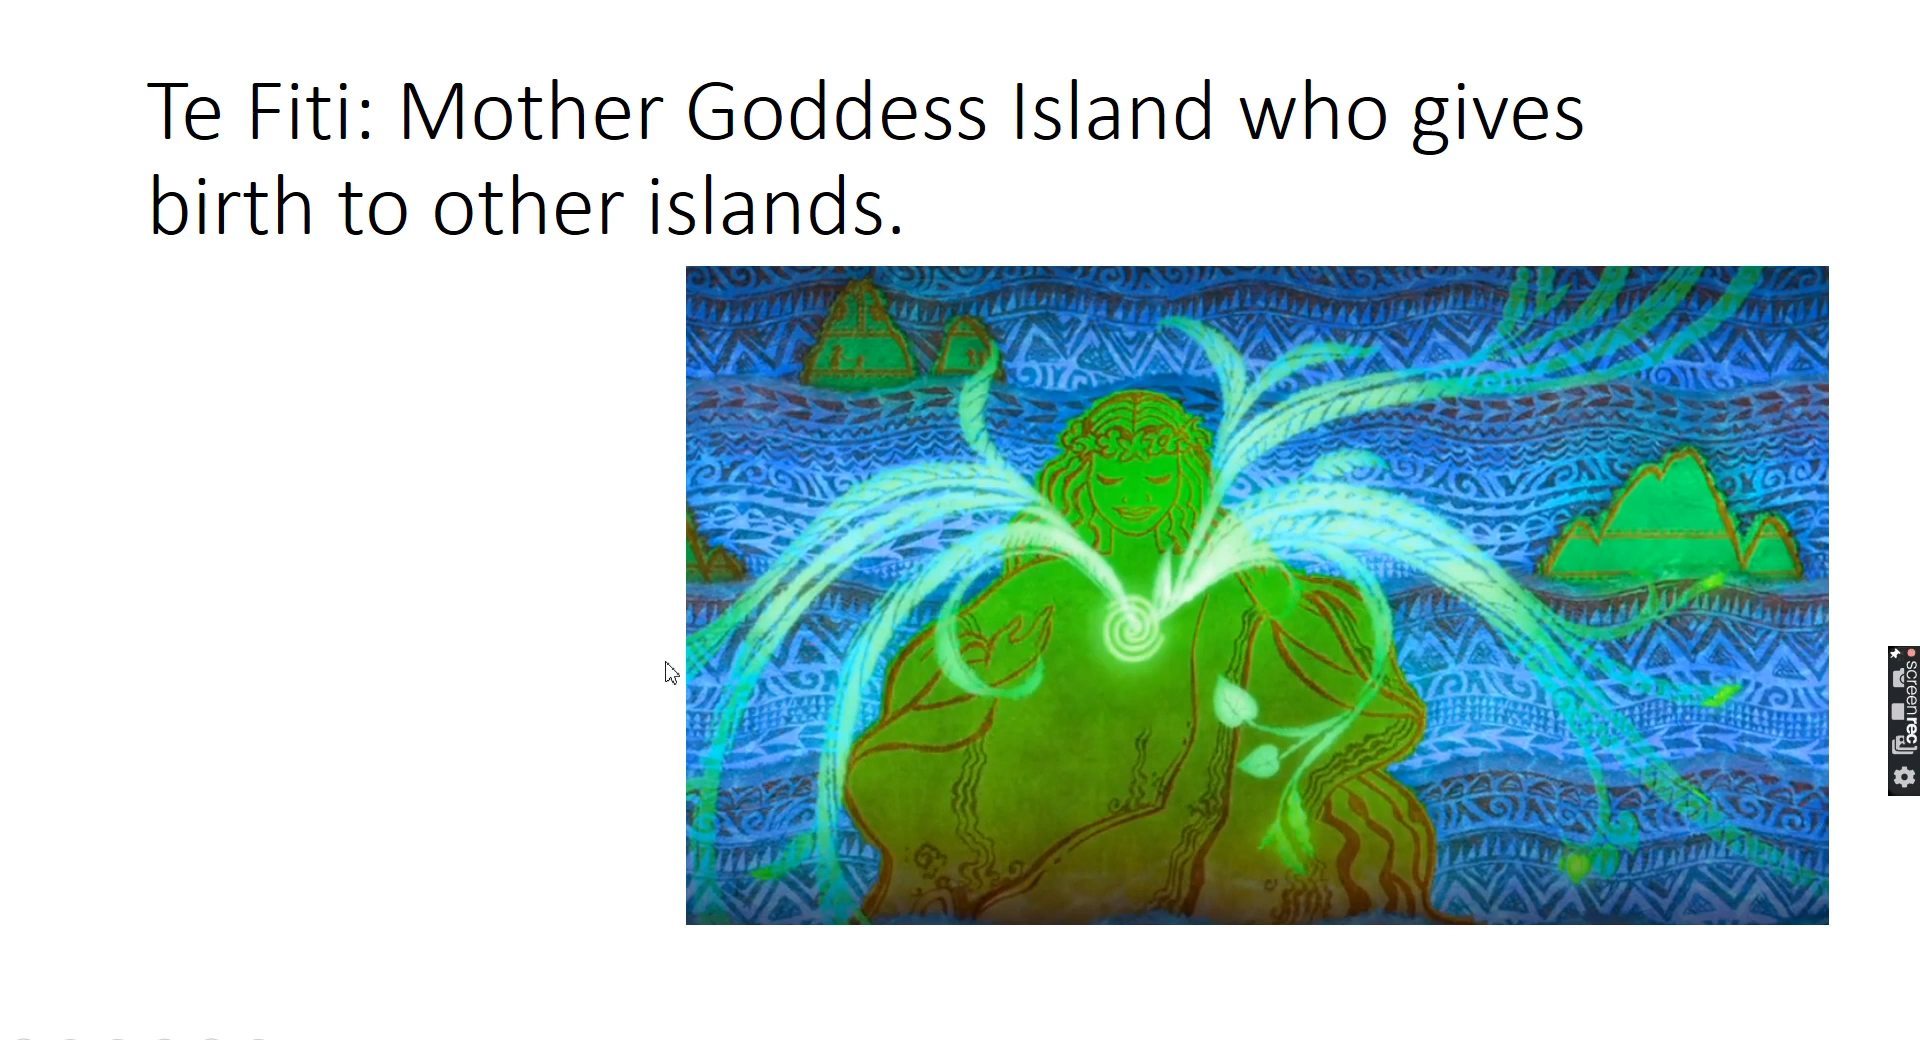 Te Fiti: Mother Goddess Island who gives
birth to other islands.
screenrec